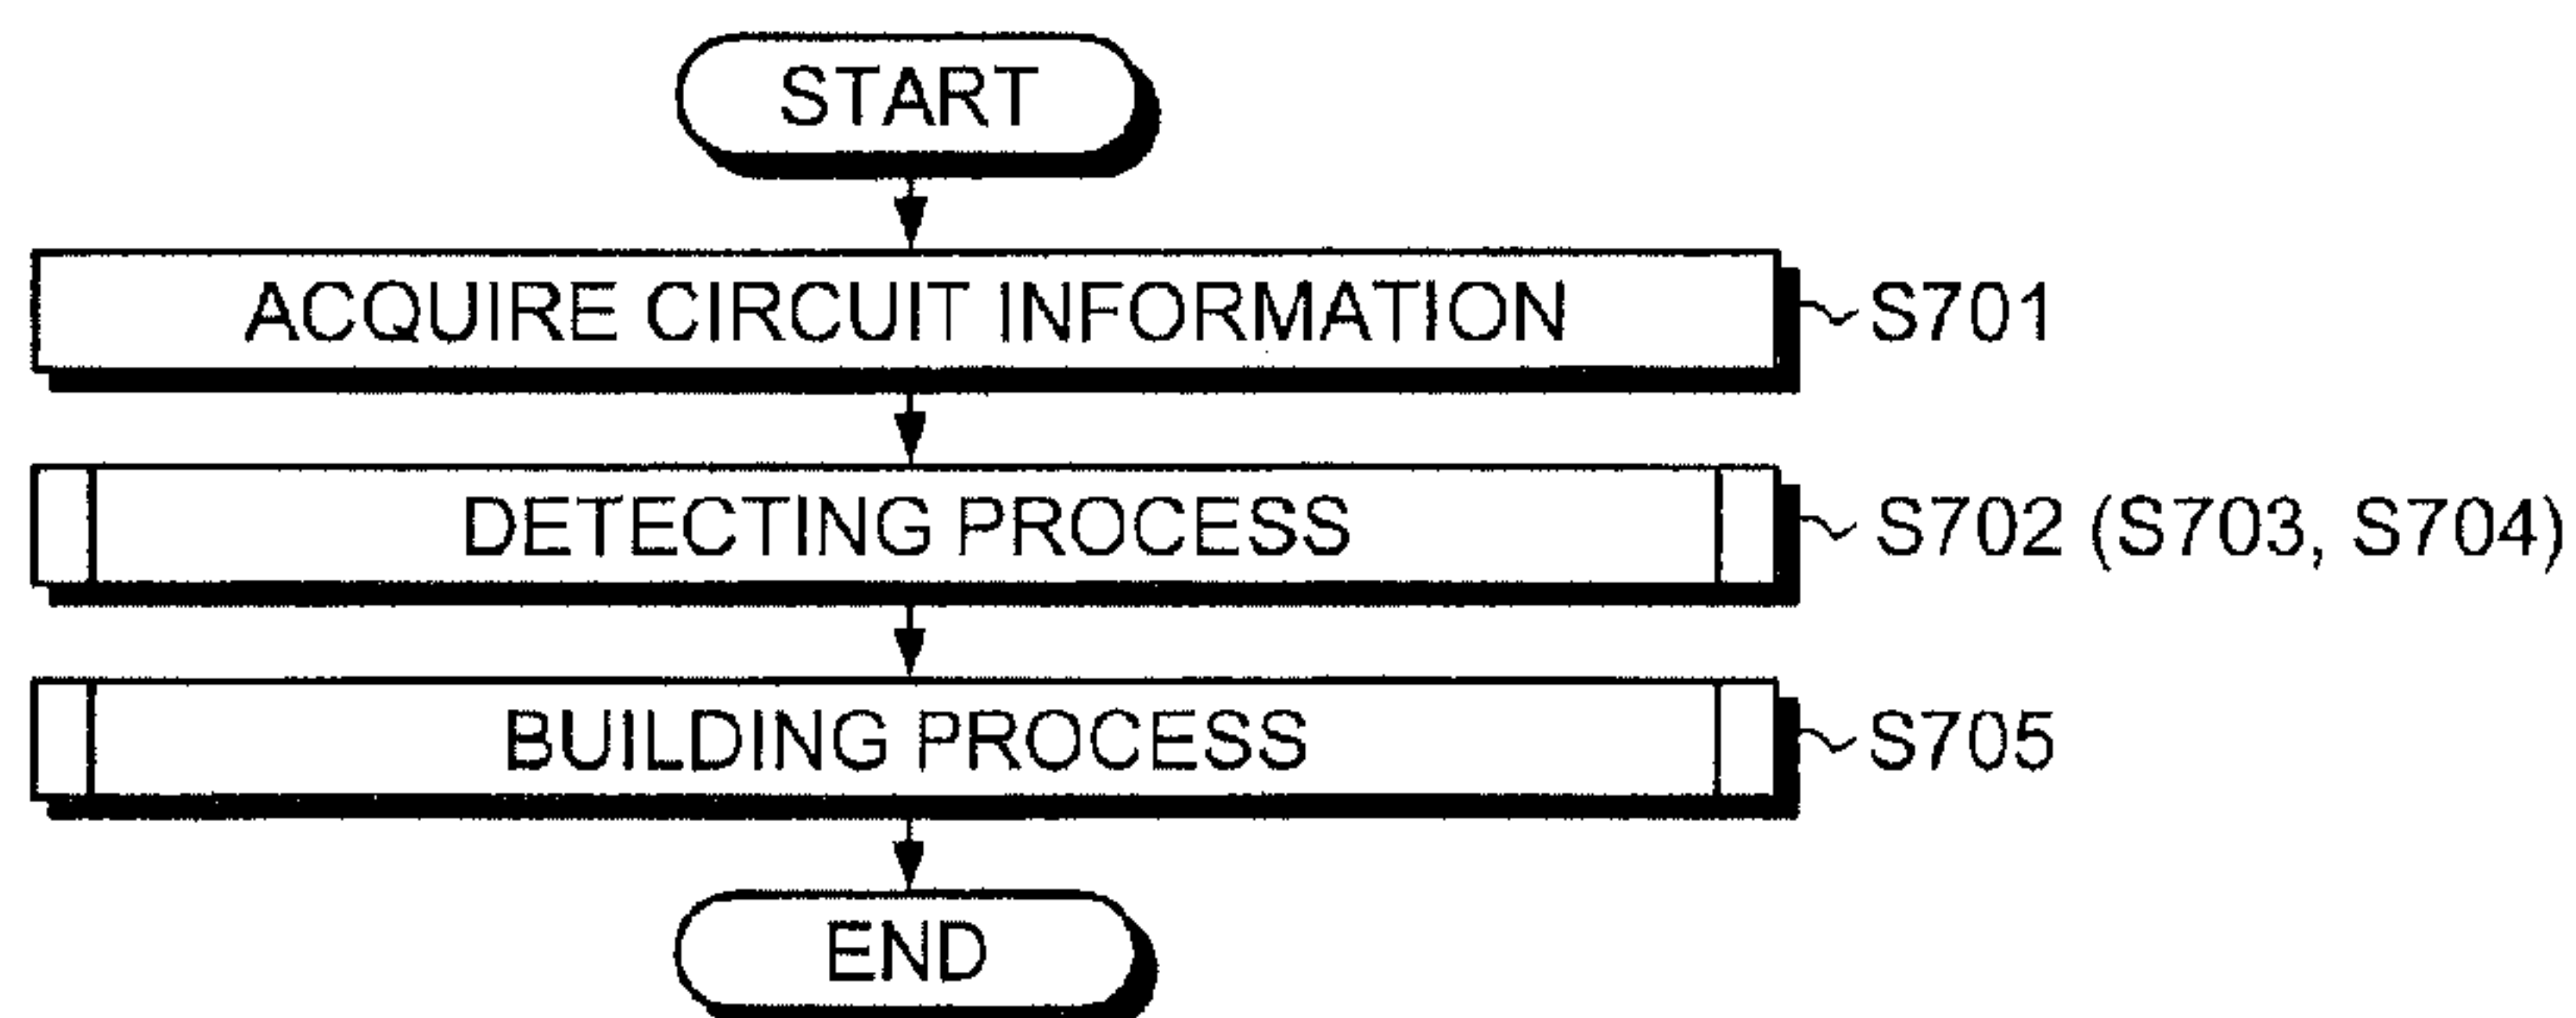 START
ACQUIRE CIRCUIT INFORMATION
S701
DETECTING PROCESS
S702 (S703, S704)
BUILDING PROCESS
S705
END